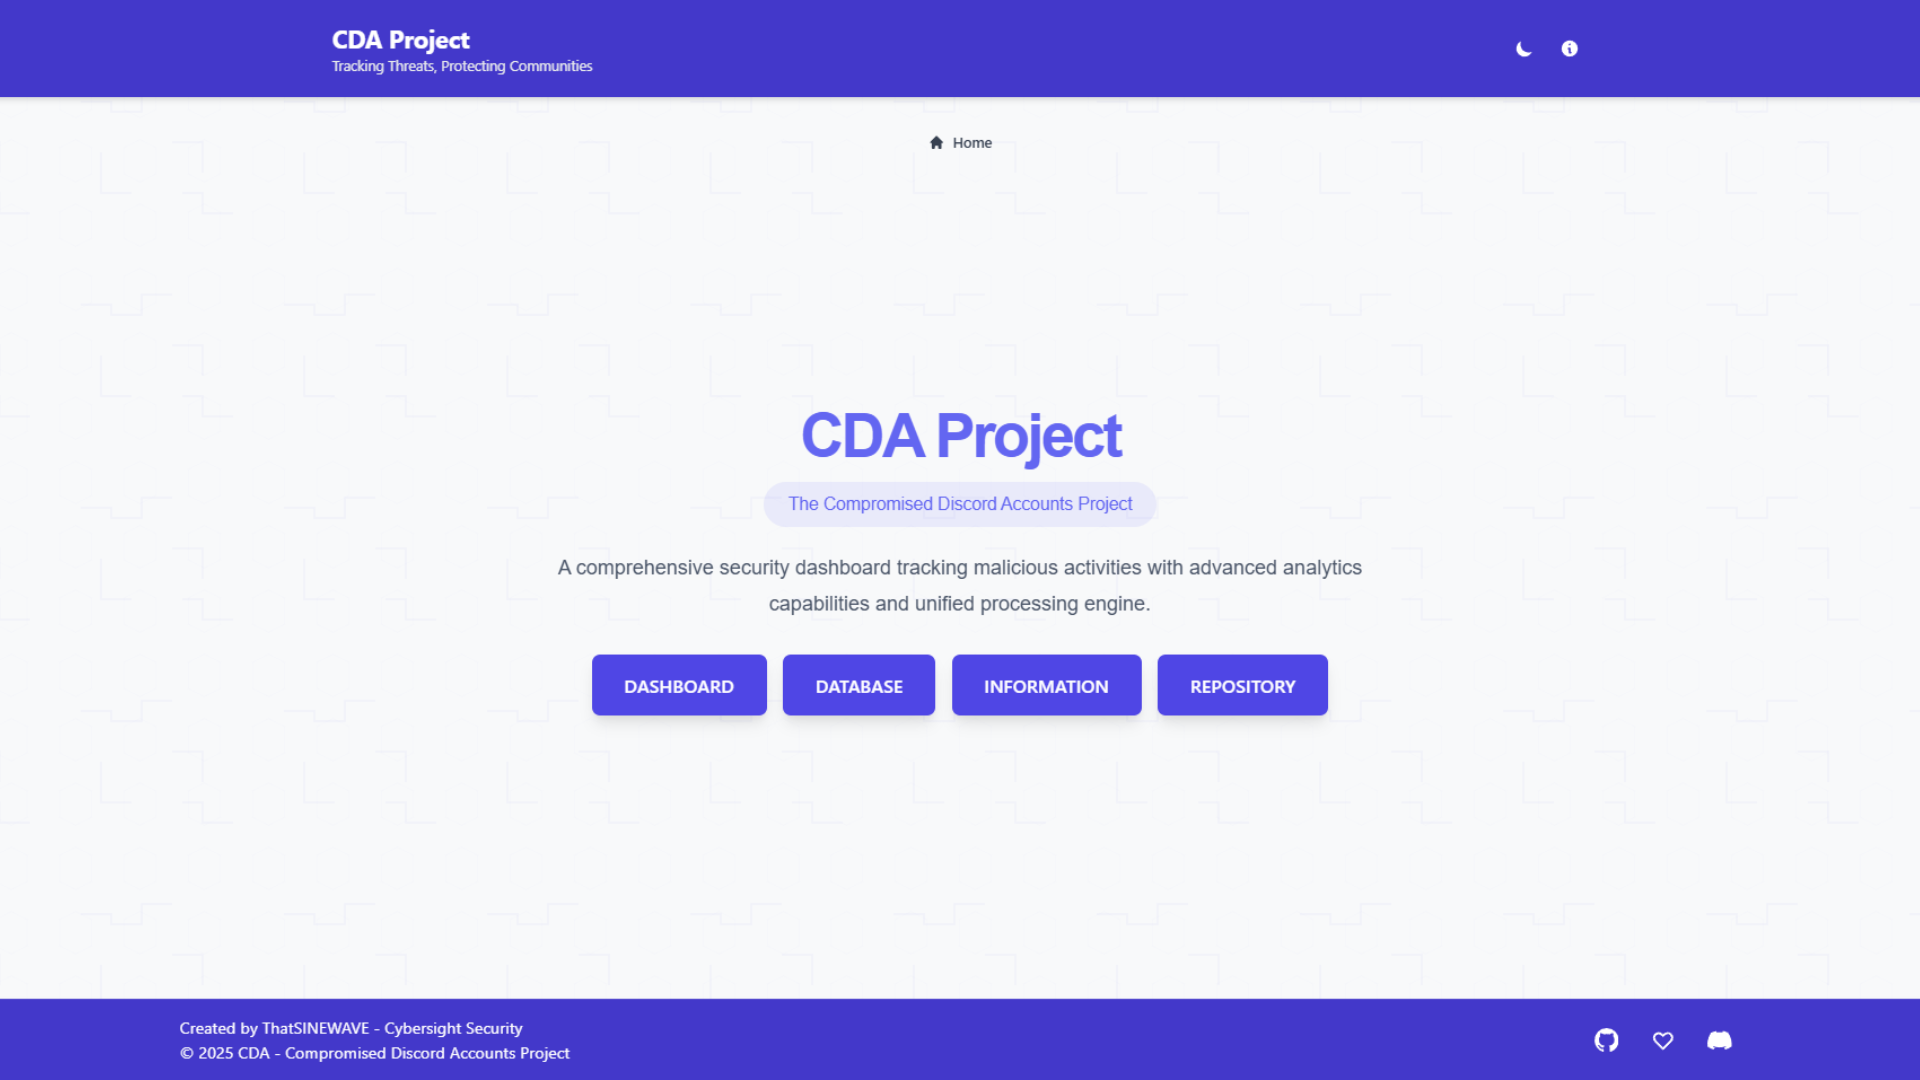 CDA Project
Tracking Threats, Protecting Communities
Home
CDA Project
The Compromised Discord Accounts Project
A comprehensive security dashboard tracking malicious activities with advanced analytics
capabilities and unified processing engine.
DASHBOARD
DATABASE
INFORMATION
REPOSITORY
Created by ThatSINEWAVE - Cybersight Security
© 2025 CDA - Compromised Discord Accounts Project